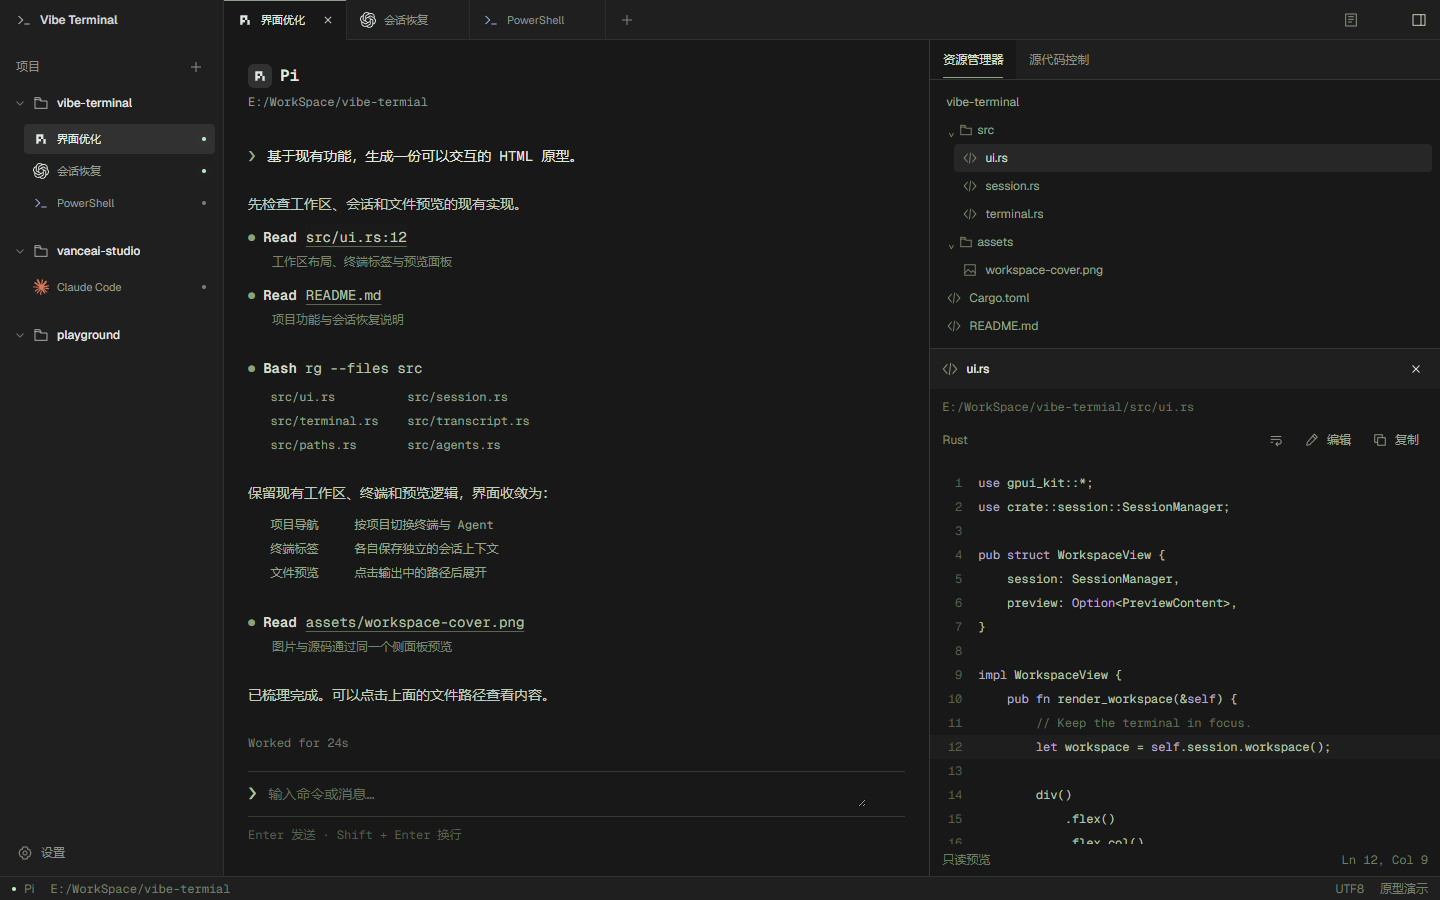 Vibe Terminal
界面优化
会话恢复
PowerShell
项目
vibe-terminal
界面优化
会话恢复
PowerShell
vanceai-studio
Claude Code
playground
设置
Pi
E:/WorkSpace/vibe-termial
❯ 基于现有功能，生成一份可以交互的 HTML 原型。
先检查工作区、会话和文件预览的现有实现。
Read src/ui.rs:12
工作区布局、终端标签与预览面板
Read README.md
项目功能与会话恢复说明
Bash rg --files src
src/ui.rs src/session.rs
src/terminal.rs src/transcript.rs
src/paths.rs src/agents.rs
保留现有工作区、终端和预览逻辑，界面收敛为：
项目导航 按项目切换终端与 Agent
终端标签 各自保存独立的会话上下文
文件预览 点击输出中的路径后展开
Read assets/workspace-cover.png
图片与源码通过同一个侧面板预览
已梳理完成。可以点击上面的文件路径查看内容。
Worked for 24s
❯ 输入命令或消息…
Enter 发送 · Shift + Enter 换行
资源管理器 源代码控制
vibe-terminal
src
ui.rs
session.rs
terminal.rs
assets
workspace-cover.png
Cargo.toml
README.md
ui.rs
E:/WorkSpace/vibe-termial/src/ui.rs
Rust 编辑 复制
1 use gpui_kit::*;
2 use crate::session::SessionManager;
3
4 pub struct WorkspaceView {
5 session: SessionManager,
6 preview: Option<PreviewContent>,
7 }
8
9 impl WorkspaceView {
10 pub fn render_workspace(&self) {
11 // Keep the terminal in focus.
12 let workspace = self.session.workspace();
13
14 div()
15 .flex()
16 .flex_col()
只读预览 Ln 12, Col 9
Pi E:/WorkSpace/vibe-termial
UTF8 原型演示